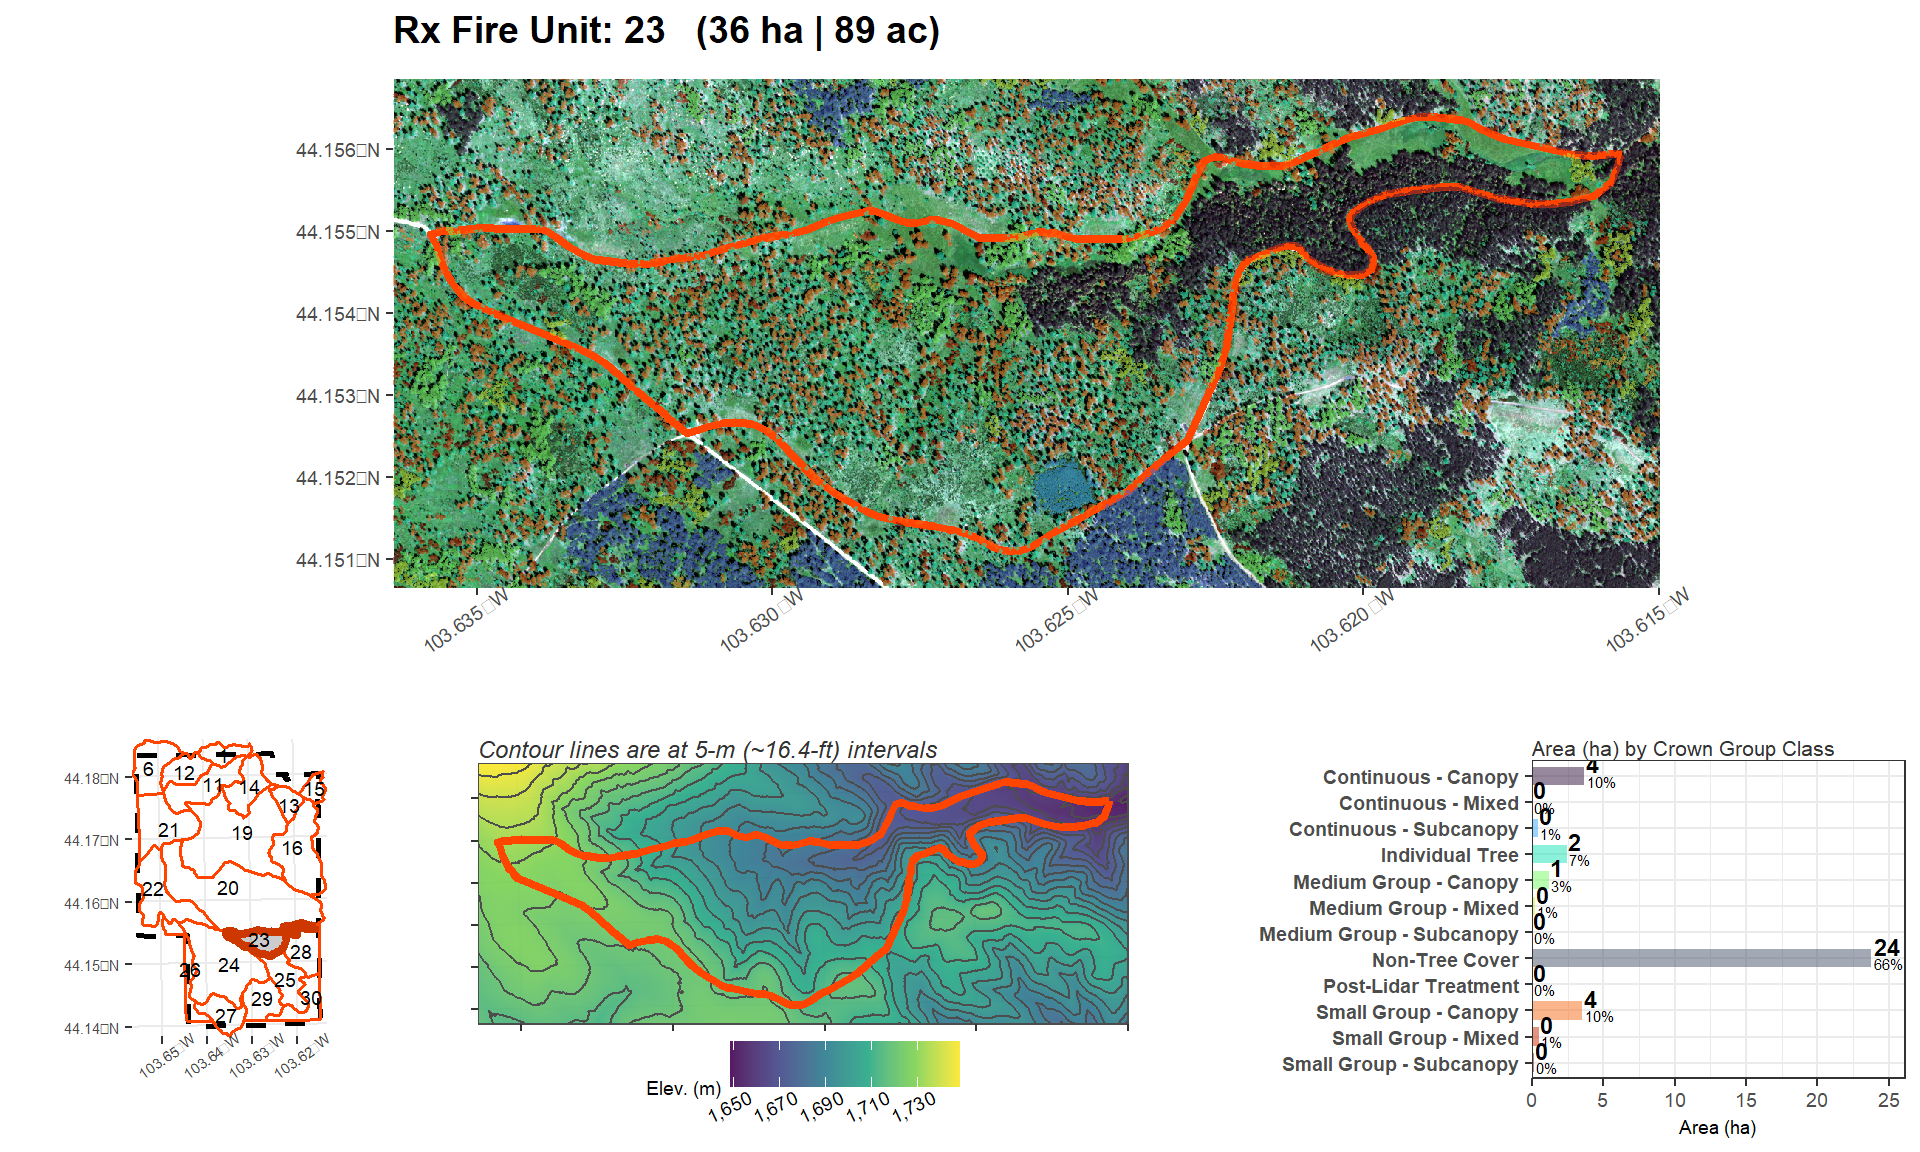 Rx Fire Unit: 23   (36 ha | 89 ac)
44.156□N
44.155□N
44.154□N
44.153□N
44.152□N
44.151□N
103.635□W
103.630□W
103.625□W
103.620□W
103.615□W
44.18□N
44.17□N
44.16□N
44.15□N
44.14□N
103.65□W
103.64□W
103.63□W
103.62□W
6
12
11
14
15
13
21
19
16
22
20
23
28
24
26
25
29
30
27
Contour lines are at 5-m (~16.4-ft) intervals
Elev. (m)
1,650
1,670
1,690
1,710
1,730
Area (ha) by Crown Group Class
Continuous - Canopy
4
10%
Continuous - Mixed
0
0%
Continuous - Subcanopy
0
1%
Individual Tree
2
7%
Medium Group - Canopy
1
3%
Medium Group - Mixed
0
1%
Medium Group - Subcanopy
0
0%
Non-Tree Cover
24
66%
Post-Lidar Treatment
0
0%
Small Group - Canopy
4
10%
Small Group - Mixed
0
1%
Small Group - Subcanopy
0
0%
0
5
10
15
20
25
Area (ha)